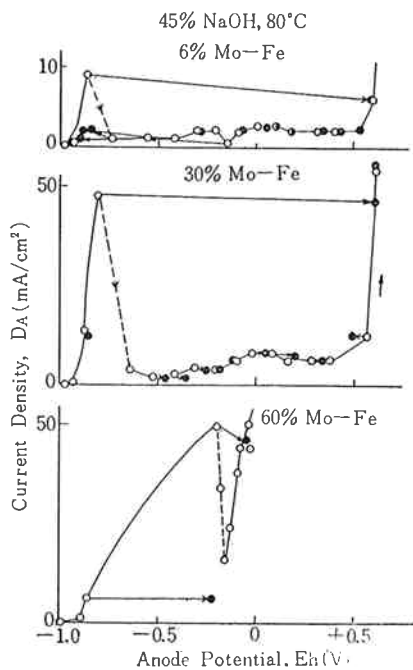 45% NaOH, 80°C
6% Mo—Fe
10
0
30% Mo—Fe
50
0
60% Mo—Fe
50
0
−1.0 −0.5 0 +0.5
Anode Potential, Eh (V)
Current Density, DA (mA/cm²)